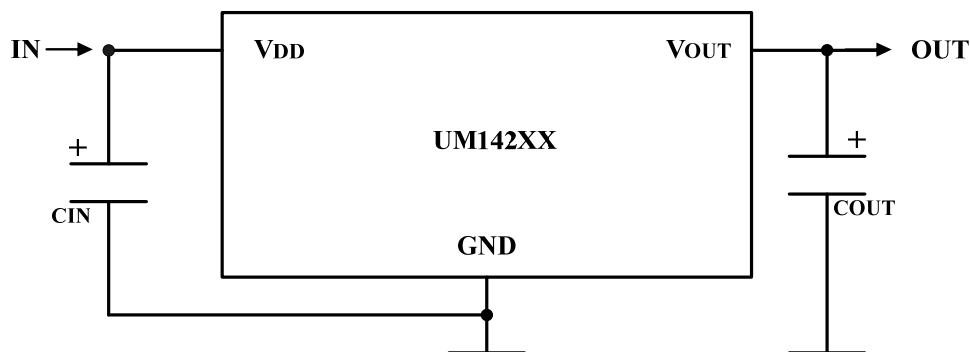 IN
VDD
VOUT
OUT
UM142XX
+
+
CIN
COUT
GND